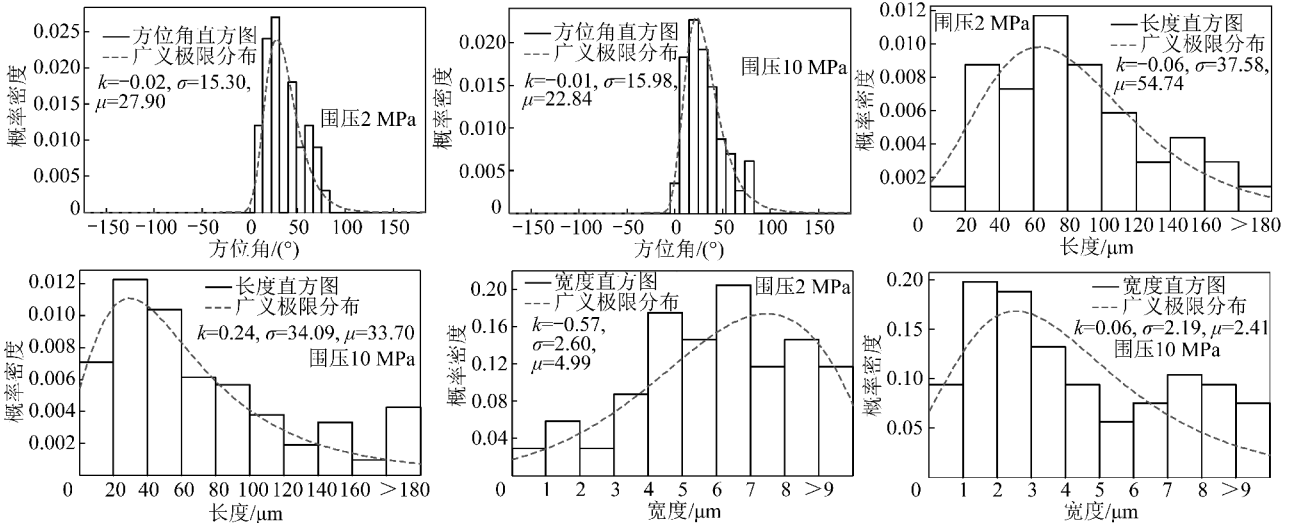 概率密度
0.025
0.020
0.015
0.010
0.005
0
方位角直方图
广义极限分布
k=−0.02, σ=15.30,
μ=27.90
围压2 MPa
−150 −100 −50 0 50 100 150
方位角/(°)
概率密度
0.020
0.015
0.010
0.005
0
方位角直方图
广义极限分布
k=−0.01, σ=15.98,
μ=22.84
围压10 MPa
−150 −100 −50 0 50 100 150
方位角/(°)
概率密度
0.012
0.010
0.008
0.006
0.004
0.002
围压2 MPa
长度直方图
广义极限分布
k=−0.06, σ=37.58,
μ=54.74
0 20 40 60 80 100 120 140 160 >180
长度/μm
概率密度
0.012
0.010
0.008
0.006
0.004
0.002
长度直方图
广义极限分布
k=0.24, σ=34.09, μ=33.70
围压10 MPa
0 20 40 60 80 100 120 140 160 >180
长度/μm
概率密度
0.20
0.16
0.12
0.08
0.04
宽度直方图
广义极限分布
围压2 MPa
k=−0.57,
σ=2.60,
μ=4.99
0 1 2 3 4 5 6 7 8 >9
宽度/μm
概率密度
0.20
0.15
0.10
0.05
宽度直方图
广义极限分布
k=0.06, σ=2.19, μ=2.41
围压10 MPa
0 1 2 3 4 5 6 7 8 >9
宽度/μm